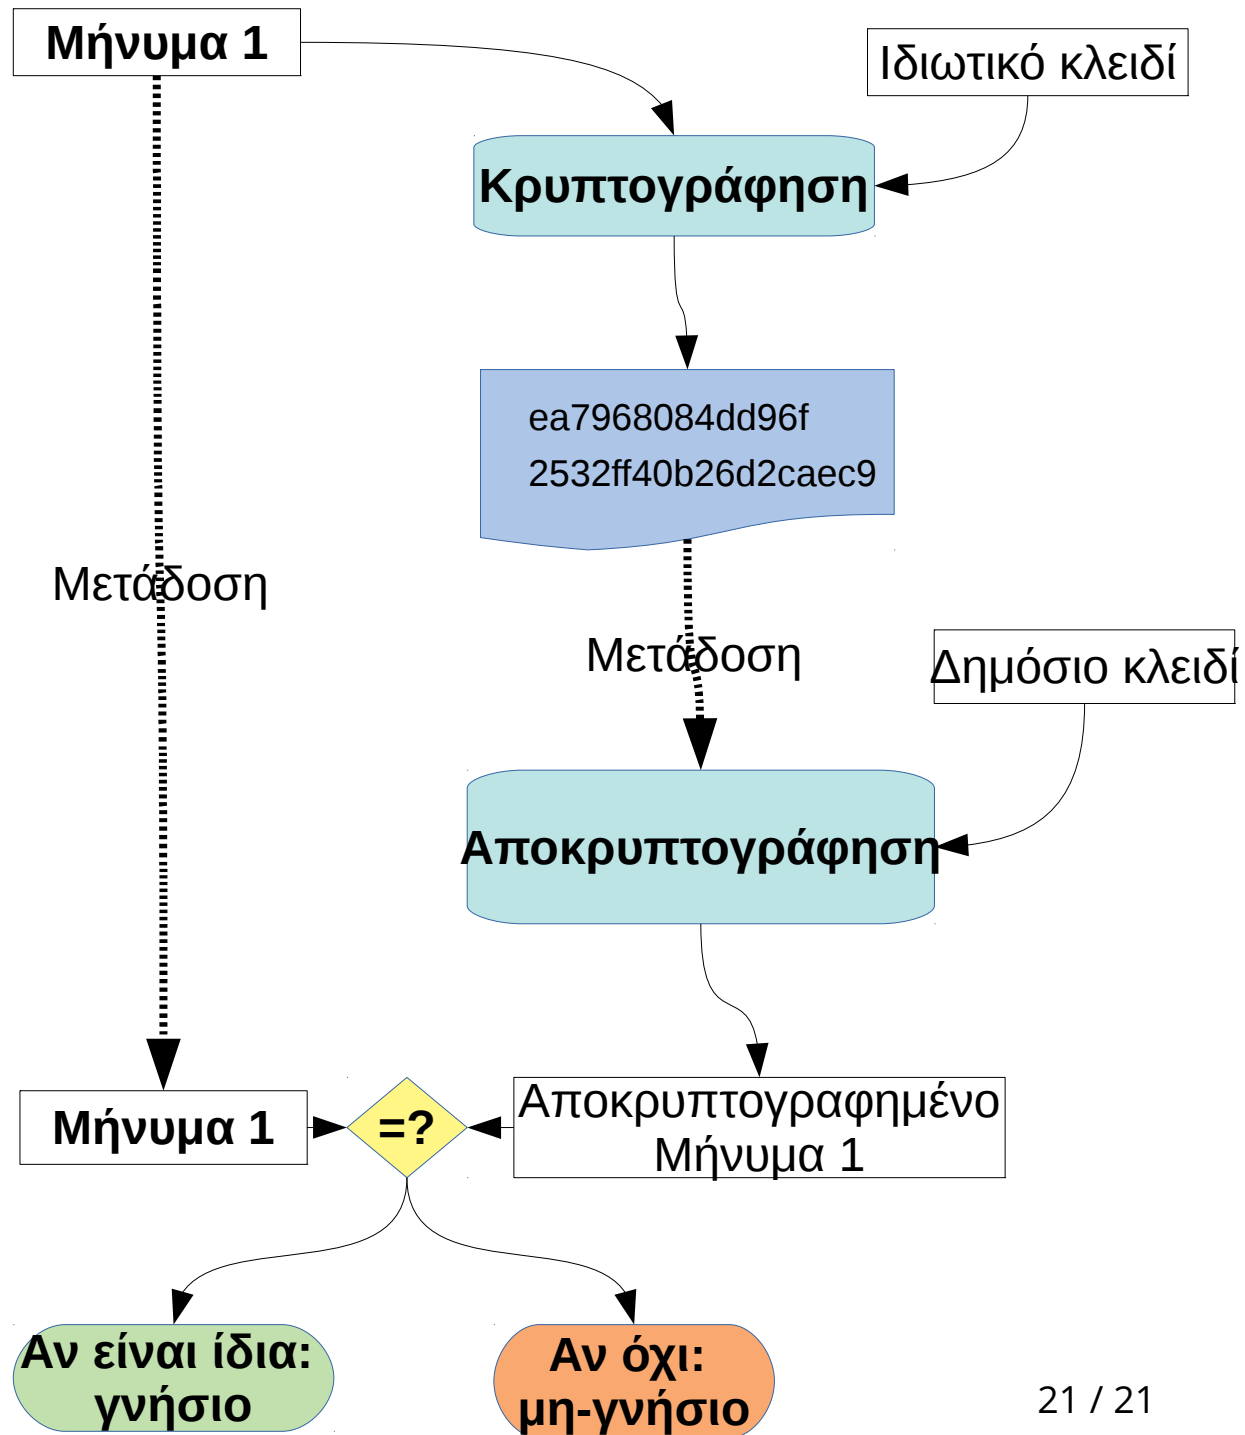 Μήνυμα 1
Ιδιωτικό κλειδί
Κρυπτογράφηση
ea7968084dd96f
2532ff40b26d2caec9
Μετάδοση
Μετάδοση
Δημόσιο κλειδί
Αποκρυπτογράφηση
Μήνυμα 1
=?
Αποκρυπτογραφημένο
Μήνυμα 1
Αν είναι ίδια:
γνήσιο
Αν όχι:
μη-γνήσιο
21 / 21